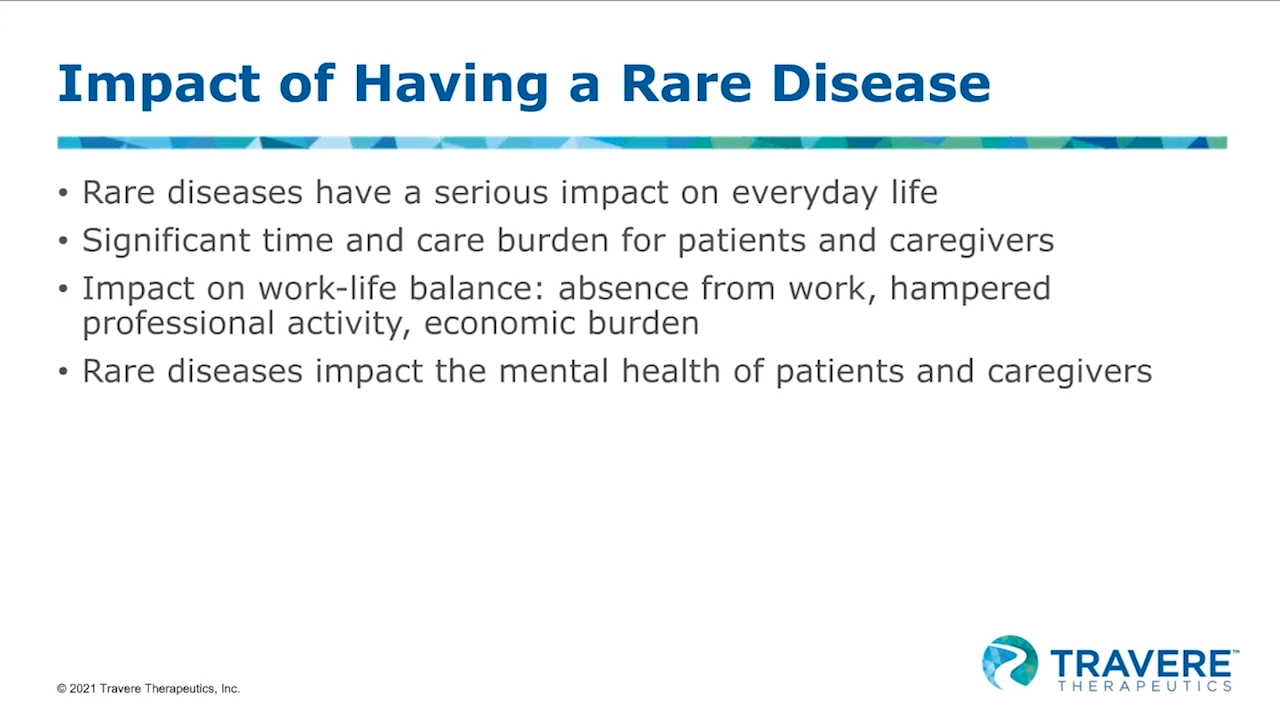 Impact of Having a Rare Disease
• Rare diseases have a serious impact on everyday life
• Significant time and care burden for patients and caregivers
• Impact on work-life balance: absence from work, hampered
professional activity, economic burden
• Rare diseases impact the mental health of patients and caregivers
TRAVERE™
THERAPEUTICS
© 2021 Travere Therapeutics, Inc.